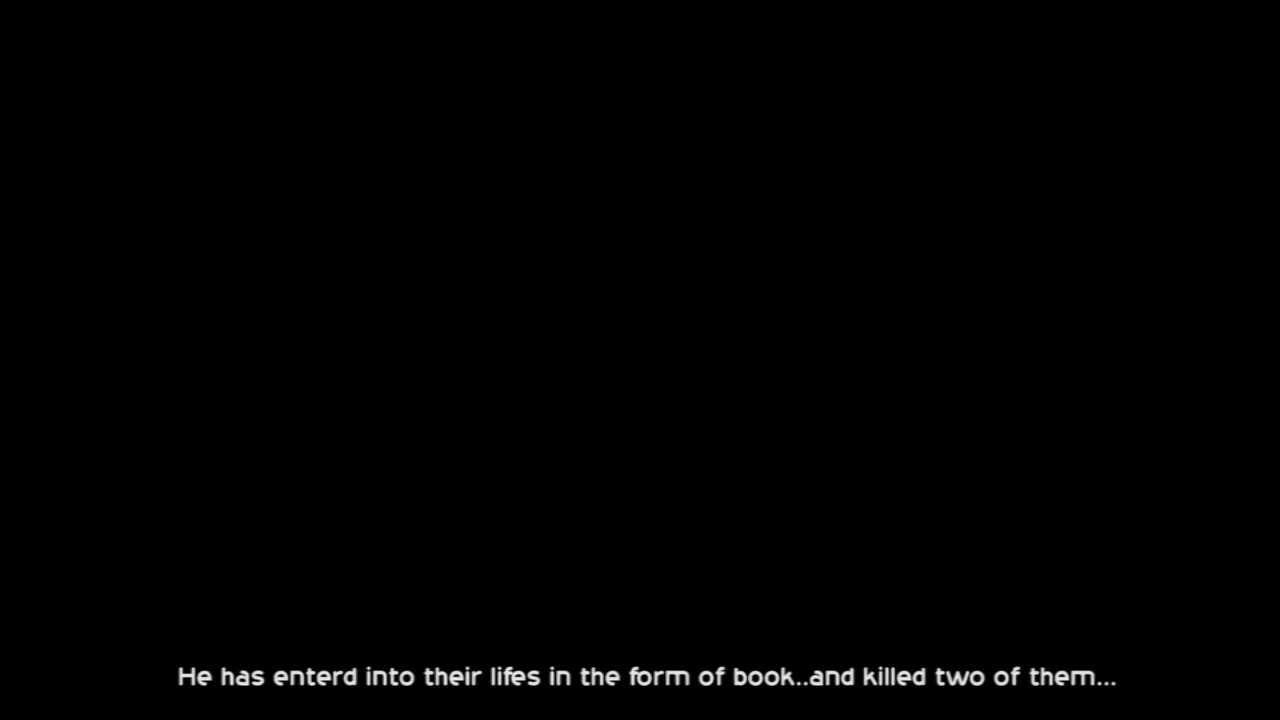 He has enterd into their lifes in the form of book..and killed two of them...